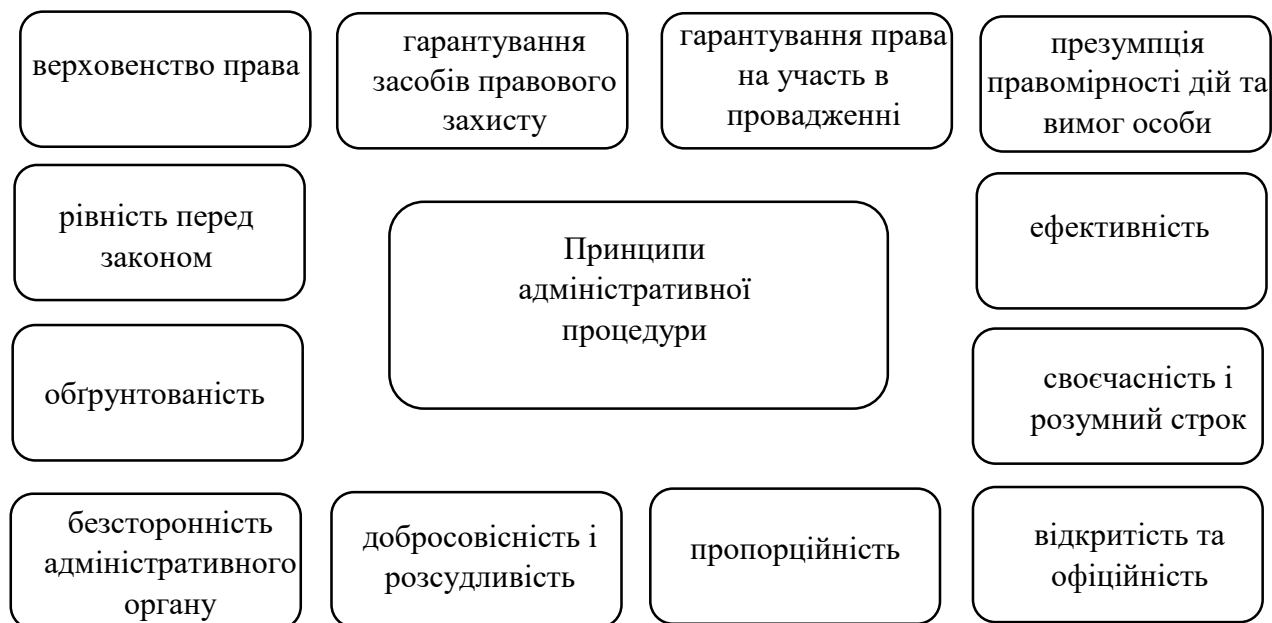 верховенство права
гарантування
засобів правового
захисту
гарантування права
на участь в
провадженні
презумпція
правомірності дій та
вимог особи
рівність перед
законом
Принципи
адміністративної
процедури
ефективність
обґрунтованість
своєчасність і
розумний строк
безсторонність
адміністративного
органу
добросовісність і
розсудливість
пропорційність
відкритість та
офіційність